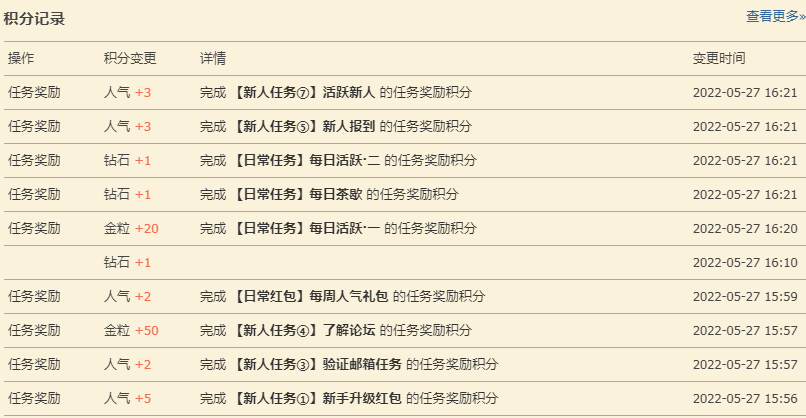 积分记录 查看更多»
操作 积分变更 详情 变更时间
任务奖励 人气 +3 完成 【新人任务⑦】活跃新人 的任务奖励积分 2022-05-27 16:21
任务奖励 人气 +3 完成 【新人任务⑤】新人报到 的任务奖励积分 2022-05-27 16:21
任务奖励 钻石 +1 完成 【日常任务】每日活跃·二 的任务奖励积分 2022-05-27 16:21
任务奖励 钻石 +1 完成 【日常任务】每日茶歇 的任务奖励积分 2022-05-27 16:21
任务奖励 金粒 +20 完成 【日常任务】每日活跃·一 的任务奖励积分 2022-05-27 16:20
钻石 +1 2022-05-27 16:10
任务奖励 人气 +2 完成 【日常红包】每周人气礼包 的任务奖励积分 2022-05-27 15:59
任务奖励 金粒 +50 完成 【新人任务④】了解论坛 的任务奖励积分 2022-05-27 15:57
任务奖励 人气 +2 完成 【新人任务③】验证邮箱任务 的任务奖励积分 2022-05-27 15:57
任务奖励 人气 +5 完成 【新人任务①】新手升级红包 的任务奖励积分 2022-05-27 15:56